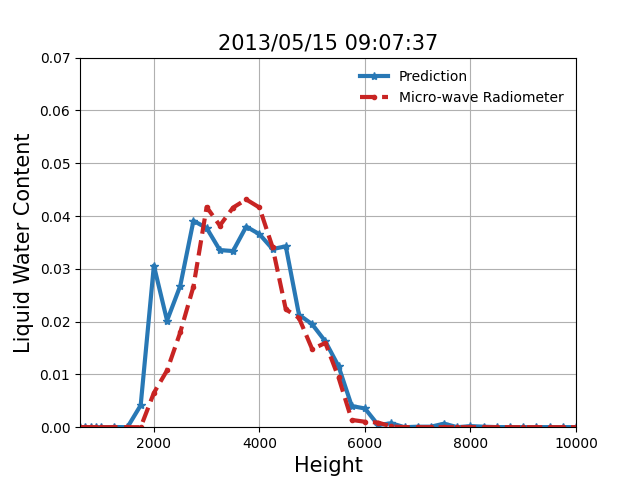 2013/05/15 09:07:37
0.07
0.06
0.05
0.04
0.03
0.02
0.01
0.00
Liquid Water Content
Prediction
Micro-wave Radiometer
2000 4000 6000 8000 10000
Height